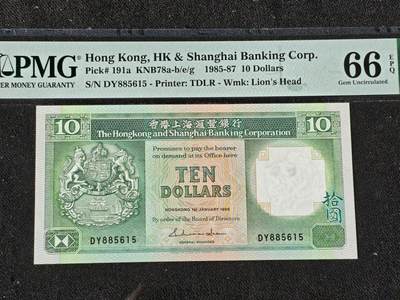 PMG
PAPER MONEY GUARANTY
Hong Kong, HK & Shanghai Banking Corp.
Pick# 191a KNB78a-b/e/g 1985-87 10 Dollars
S/N DY885615 - Printer: TDLR - Wmk: Lion's Head
66 EPQ
Gem Uncirculated
10
香港上海滙豐銀行
10
The Hongkong and Shanghai Banking Corporation
Promises to pay the bearer
on demand at its Office here
TEN
DOLLARS
HONGKONG 1st JANUARY
By order of the Board of Directors
拾圓
DY885615
DY885615